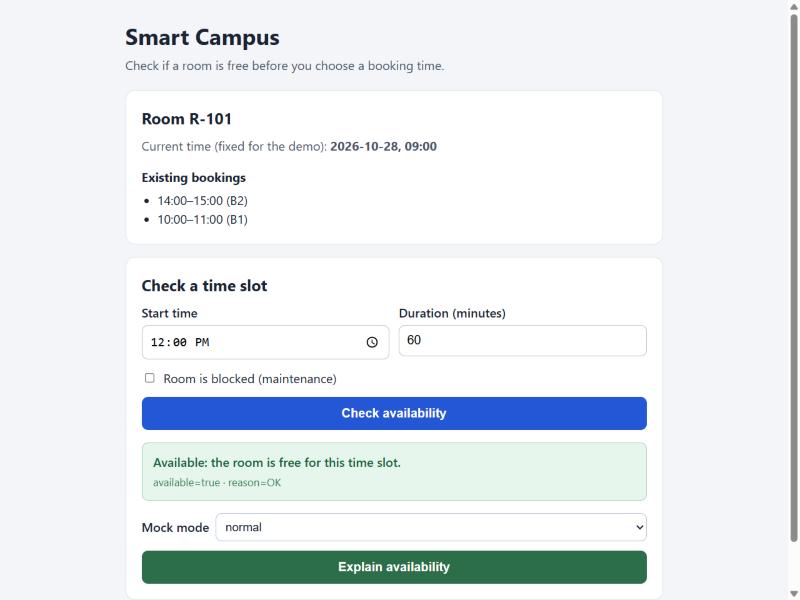 Smart Campus
Check if a room is free before you choose a booking time.
Room R-101
Current time (fixed for the demo): 2026-10-28, 09:00
Existing bookings
• 14:00–15:00 (B2)
• 10:00–11:00 (B1)
Check a time slot
Start time
Duration (minutes)
12:00 PM
60
Room is blocked (maintenance)
Check availability
Available: the room is free for this time slot.
available=true · reason=OK
Mock mode
normal
Explain availability